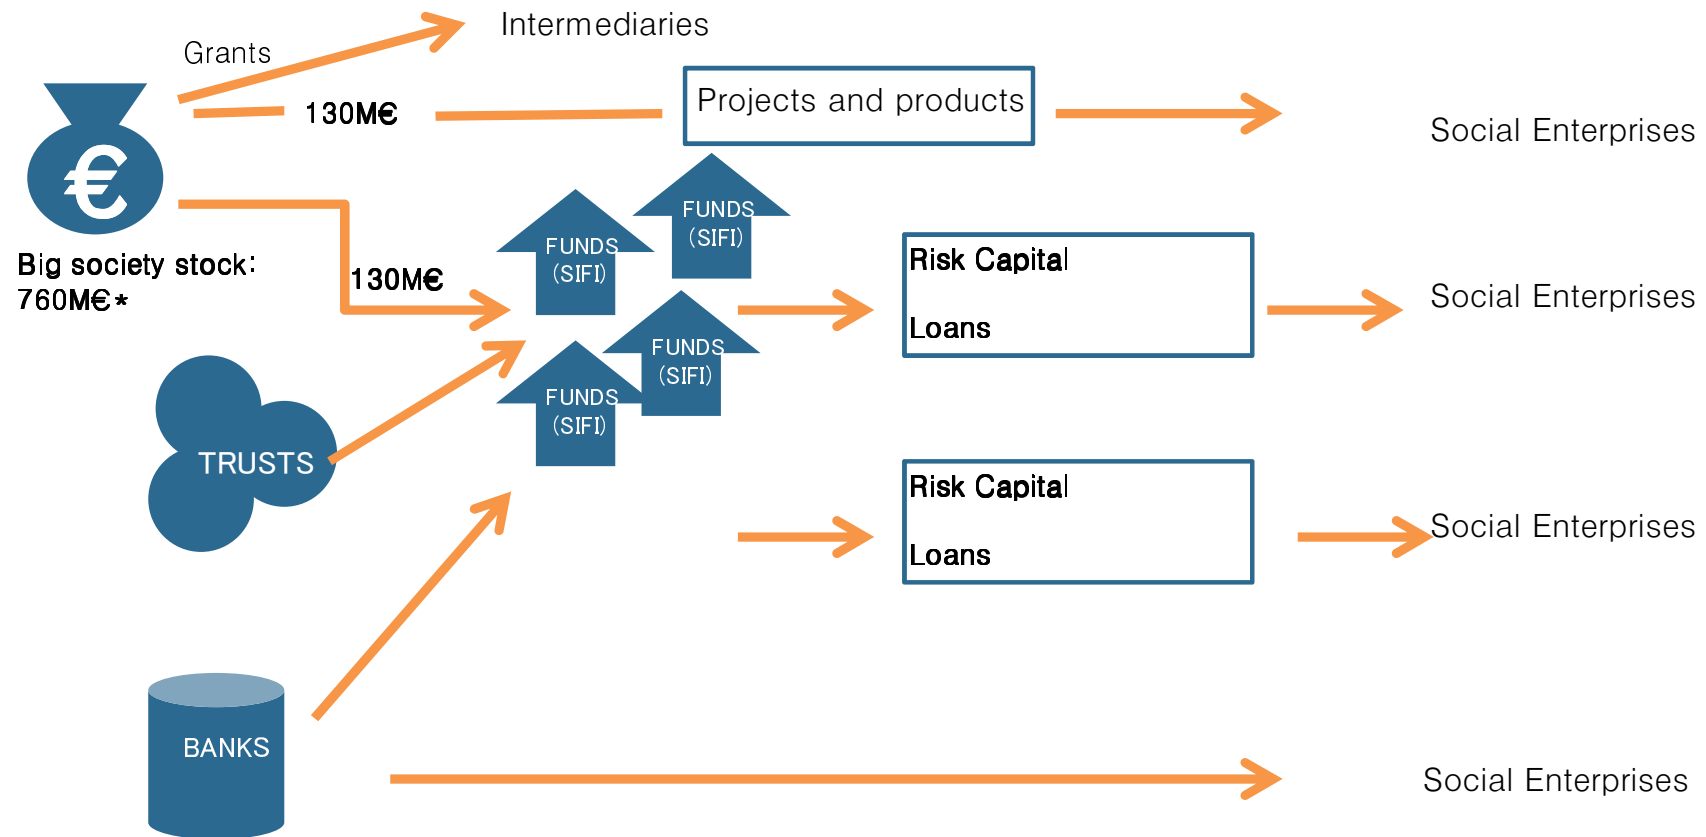 Intermediaries
Grants
130M€
Projects and products
Social Enterprises
€
Big society stock:
760M€*
130M€
FUNDS
(SIFI)
FUNDS
(SIFI)
FUNDS
(SIFI)
FUNDS
(SIFI)
Risk Capital
Loans
Social Enterprises
TRUSTS
Risk Capital
Loans
Social Enterprises
BANKS
Social Enterprises